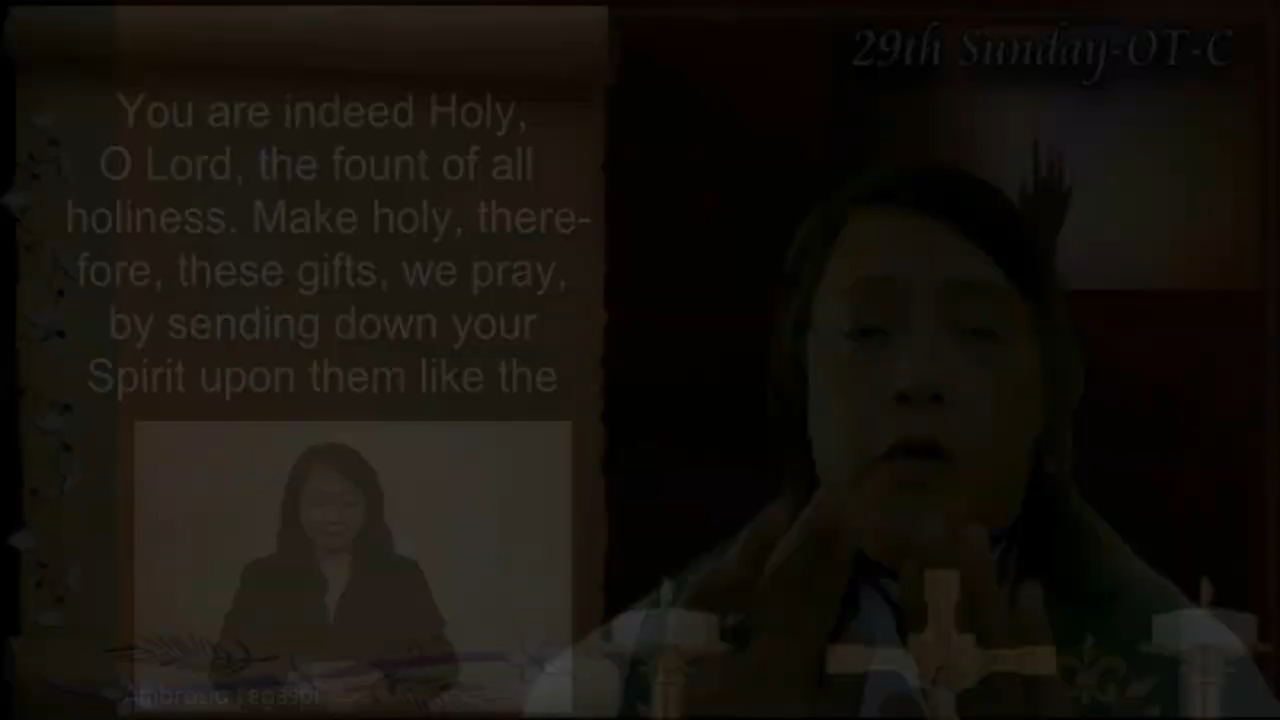 29th Sunday-OT-C
You are indeed Holy,
O Lord, the fount of all
holiness. Make holy, there-
fore, these gifts, we pray,
by sending down your
Spirit upon them like the